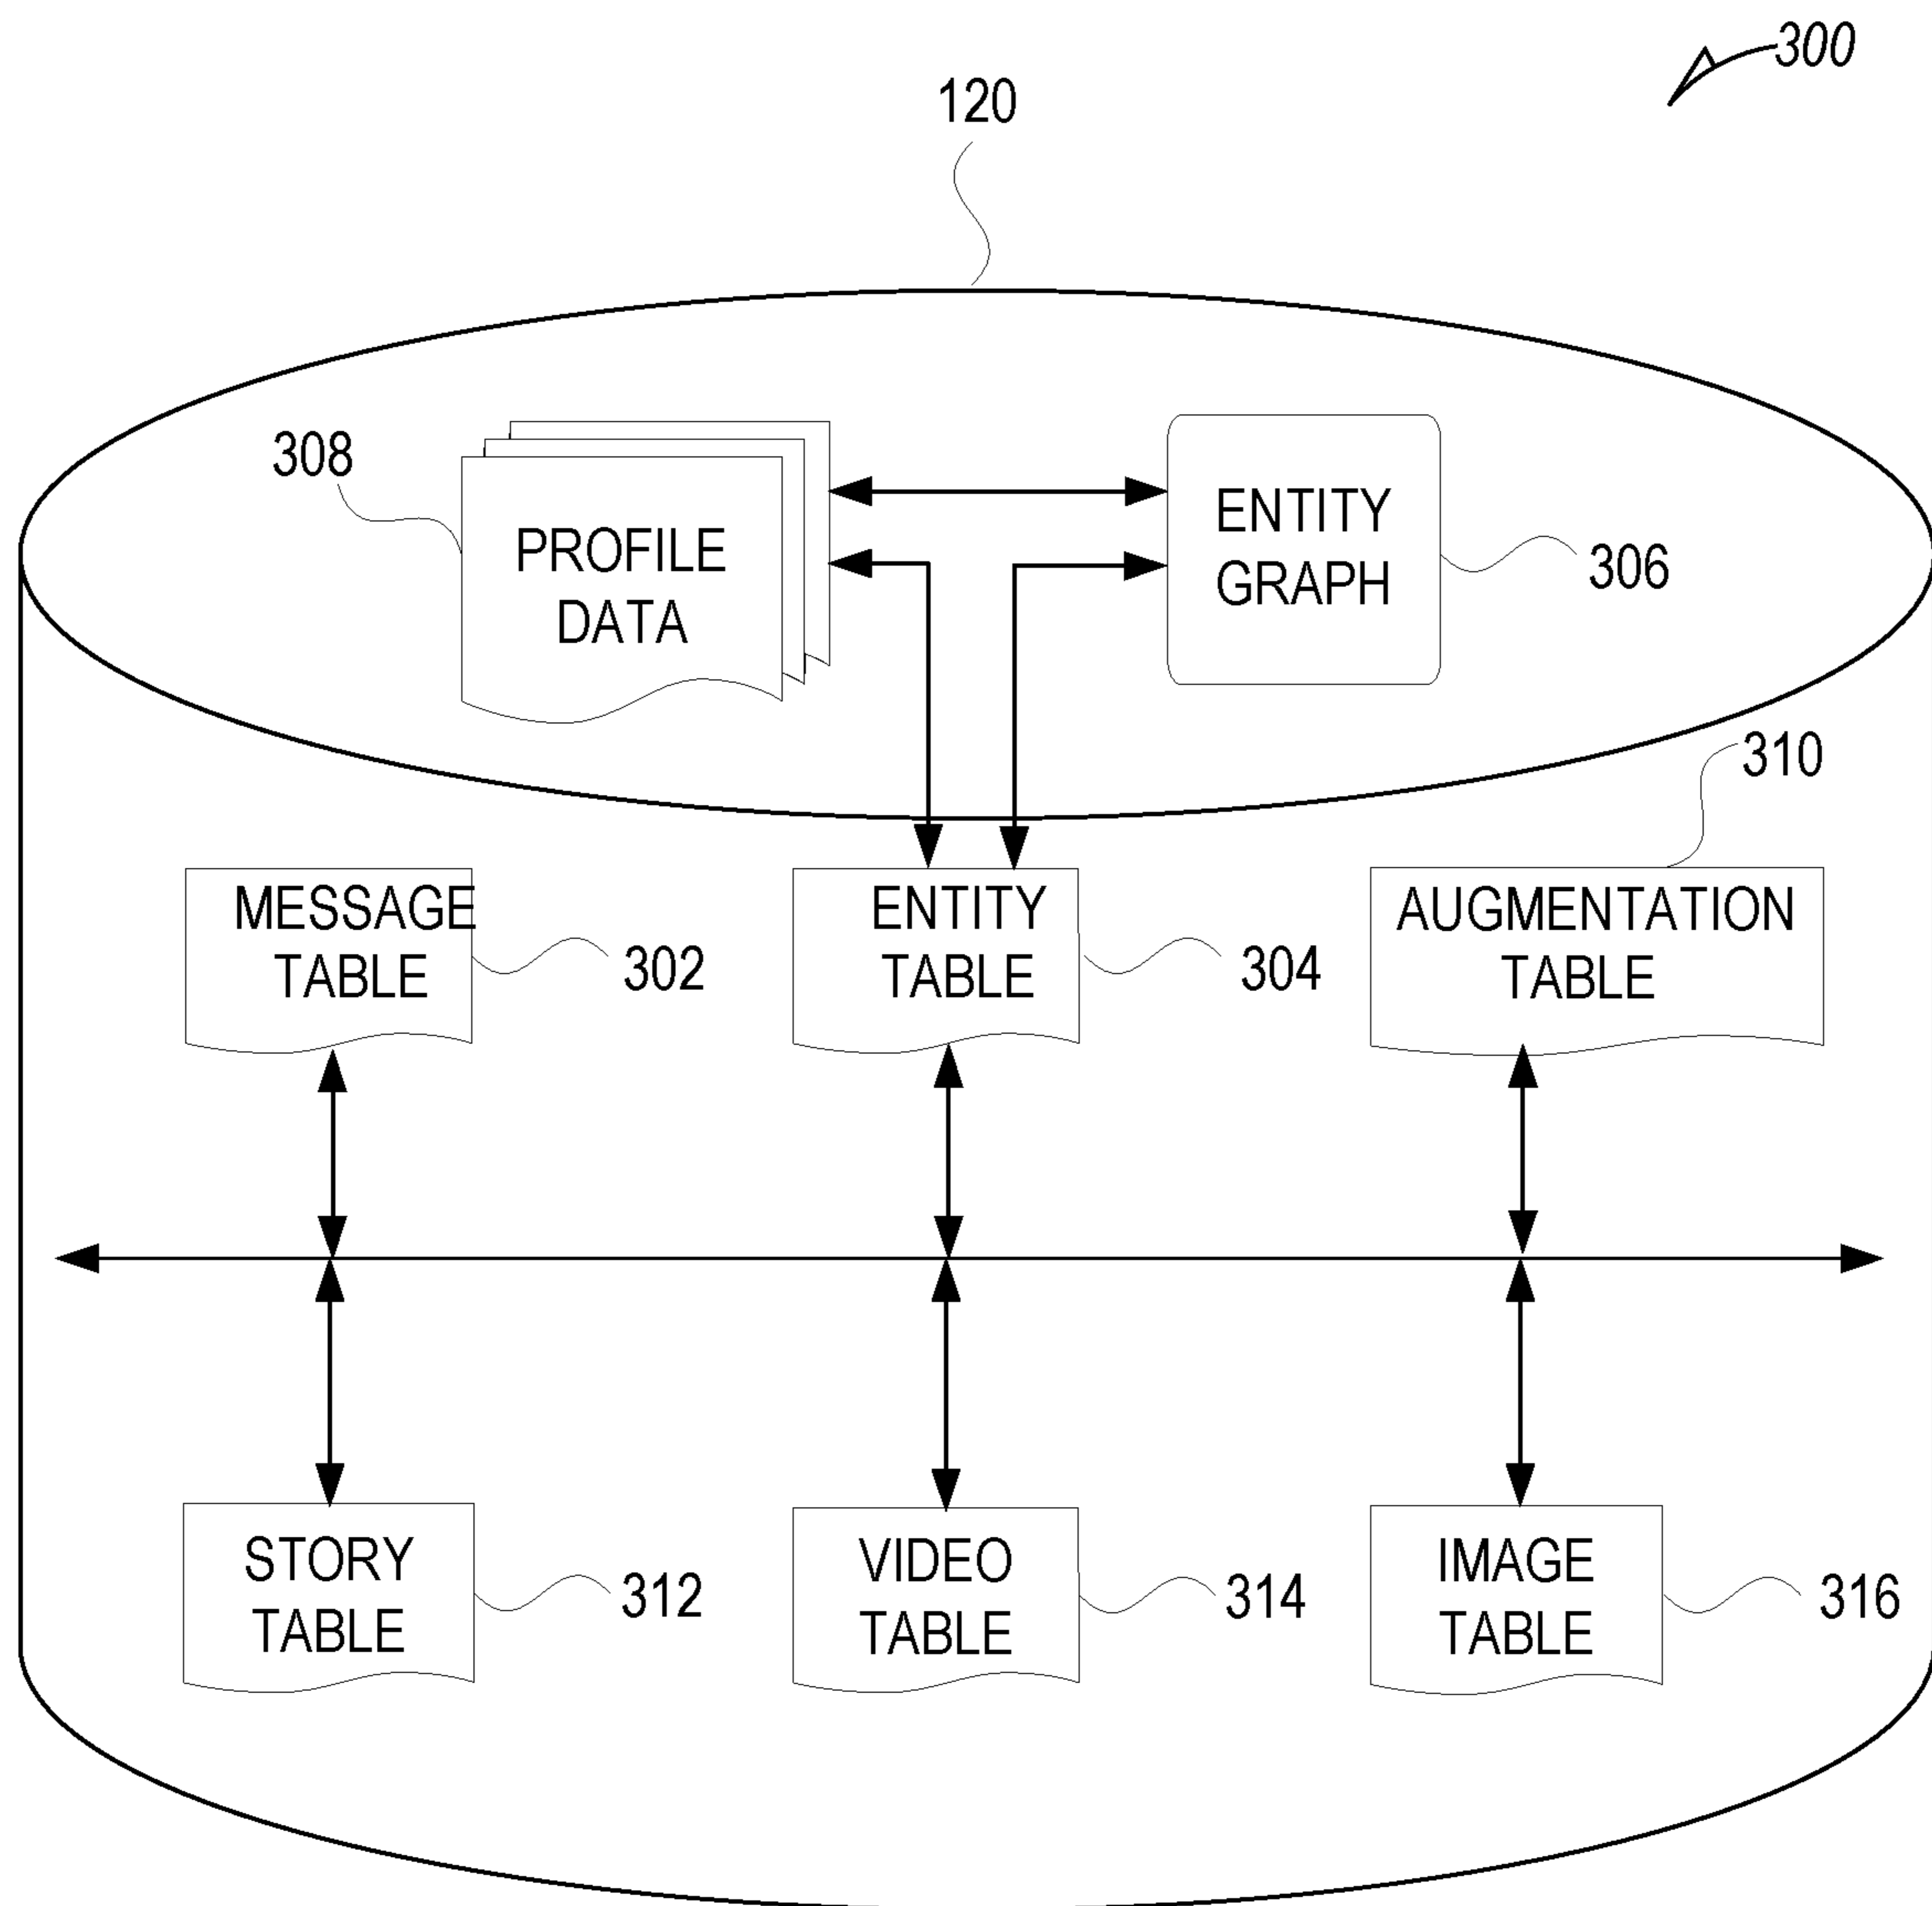 300
120
308
PROFILE
DATA
ENTITY
GRAPH
306
310
MESSAGE
TABLE
302
ENTITY
TABLE
304
AUGMENTATION
TABLE
STORY
TABLE
312
VIDEO
TABLE
314
IMAGE
TABLE
316